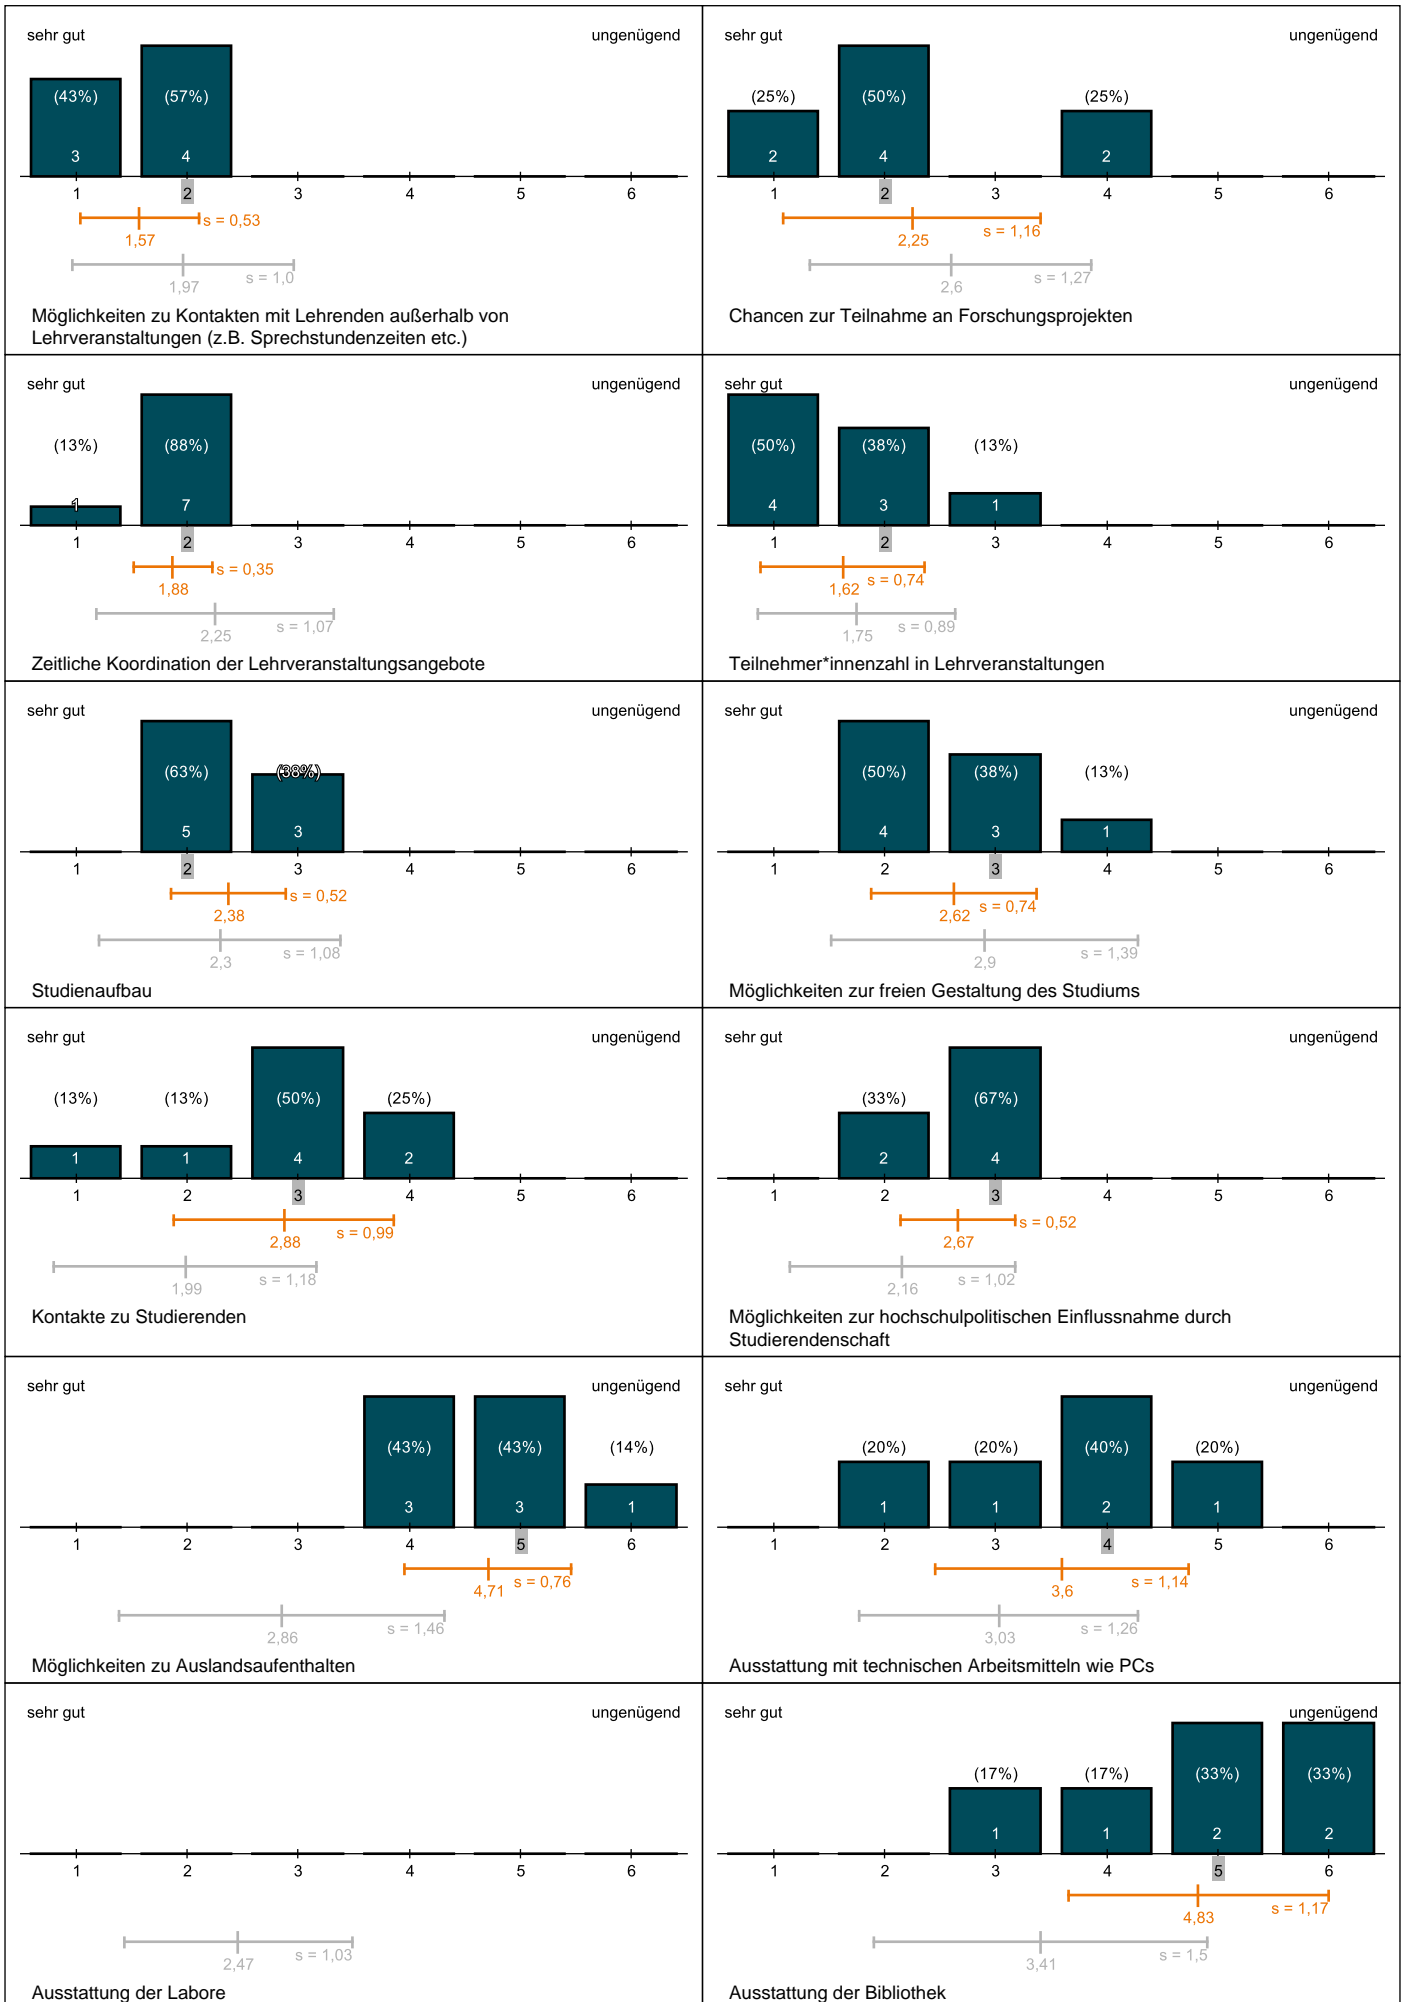 sehr gut ungenügend
(43%) (57%)
3 4
1 2 3 4 5 6
s = 0,53
1,57
s = 1,0
1,97
Möglichkeiten zu Kontakten mit Lehrenden außerhalb von
Lehrveranstaltungen (z.B. Sprechstundenzeiten etc.)
sehr gut ungenügend
(25%) (50%) (25%)
2 4 2
1 2 3 4 5 6
s = 1,16
2,25
s = 1,27
2,6
Chancen zur Teilnahme an Forschungsprojekten
sehr gut ungenügend
(13%) (88%)
1 7
1 2 3 4 5 6
s = 0,35
1,88
s = 1,07
2,25
Zeitliche Koordination der Lehrveranstaltungsangebote
sehr gut ungenügend
(50%) (38%) (13%)
4 3 1
1 2 3 4 5 6
s = 0,74
1,62
s = 0,89
1,75
Teilnehmer*innenzahl in Lehrveranstaltungen
sehr gut ungenügend
(63%) (38%)
5 3
1 2 3 4 5 6
s = 0,52
2,38
s = 1,08
2,3
Studienaufbau
sehr gut ungenügend
(50%) (38%) (13%)
4 3 1
1 2 3 4 5 6
s = 0,74
2,62
s = 1,39
2,9
Möglichkeiten zur freien Gestaltung des Studiums
sehr gut ungenügend
(13%) (13%) (50%) (25%)
1 1 4 2
1 2 3 4 5 6
s = 0,99
2,88
s = 1,18
1,99
Kontakte zu Studierenden
sehr gut ungenügend
(33%) (67%)
2 4
1 2 3 4 5 6
s = 0,52
2,67
s = 1,02
2,16
Möglichkeiten zur hochschulpolitischen Einflussnahme durch
Studierendenschaft
sehr gut ungenügend
(43%) (43%) (14%)
3 3 1
1 2 3 4 5 6
s = 0,76
4,71
s = 1,46
2,86
Möglichkeiten zu Auslandsaufenthalten
sehr gut ungenügend
(20%) (20%) (40%) (20%)
1 1 2 1
1 2 3 4 5 6
s = 1,14
3,6
s = 1,26
3,03
Ausstattung mit technischen Arbeitsmitteln wie PCs
sehr gut ungenügend
1 2 3 4 5 6
s = 1,03
2,47
Ausstattung der Labore
sehr gut ungenügend
(17%) (17%) (33%) (33%)
1 1 2 2
1 2 3 4 5 6
s = 1,17
4,83
s = 1,5
3,41
Ausstattung der Bibliothek